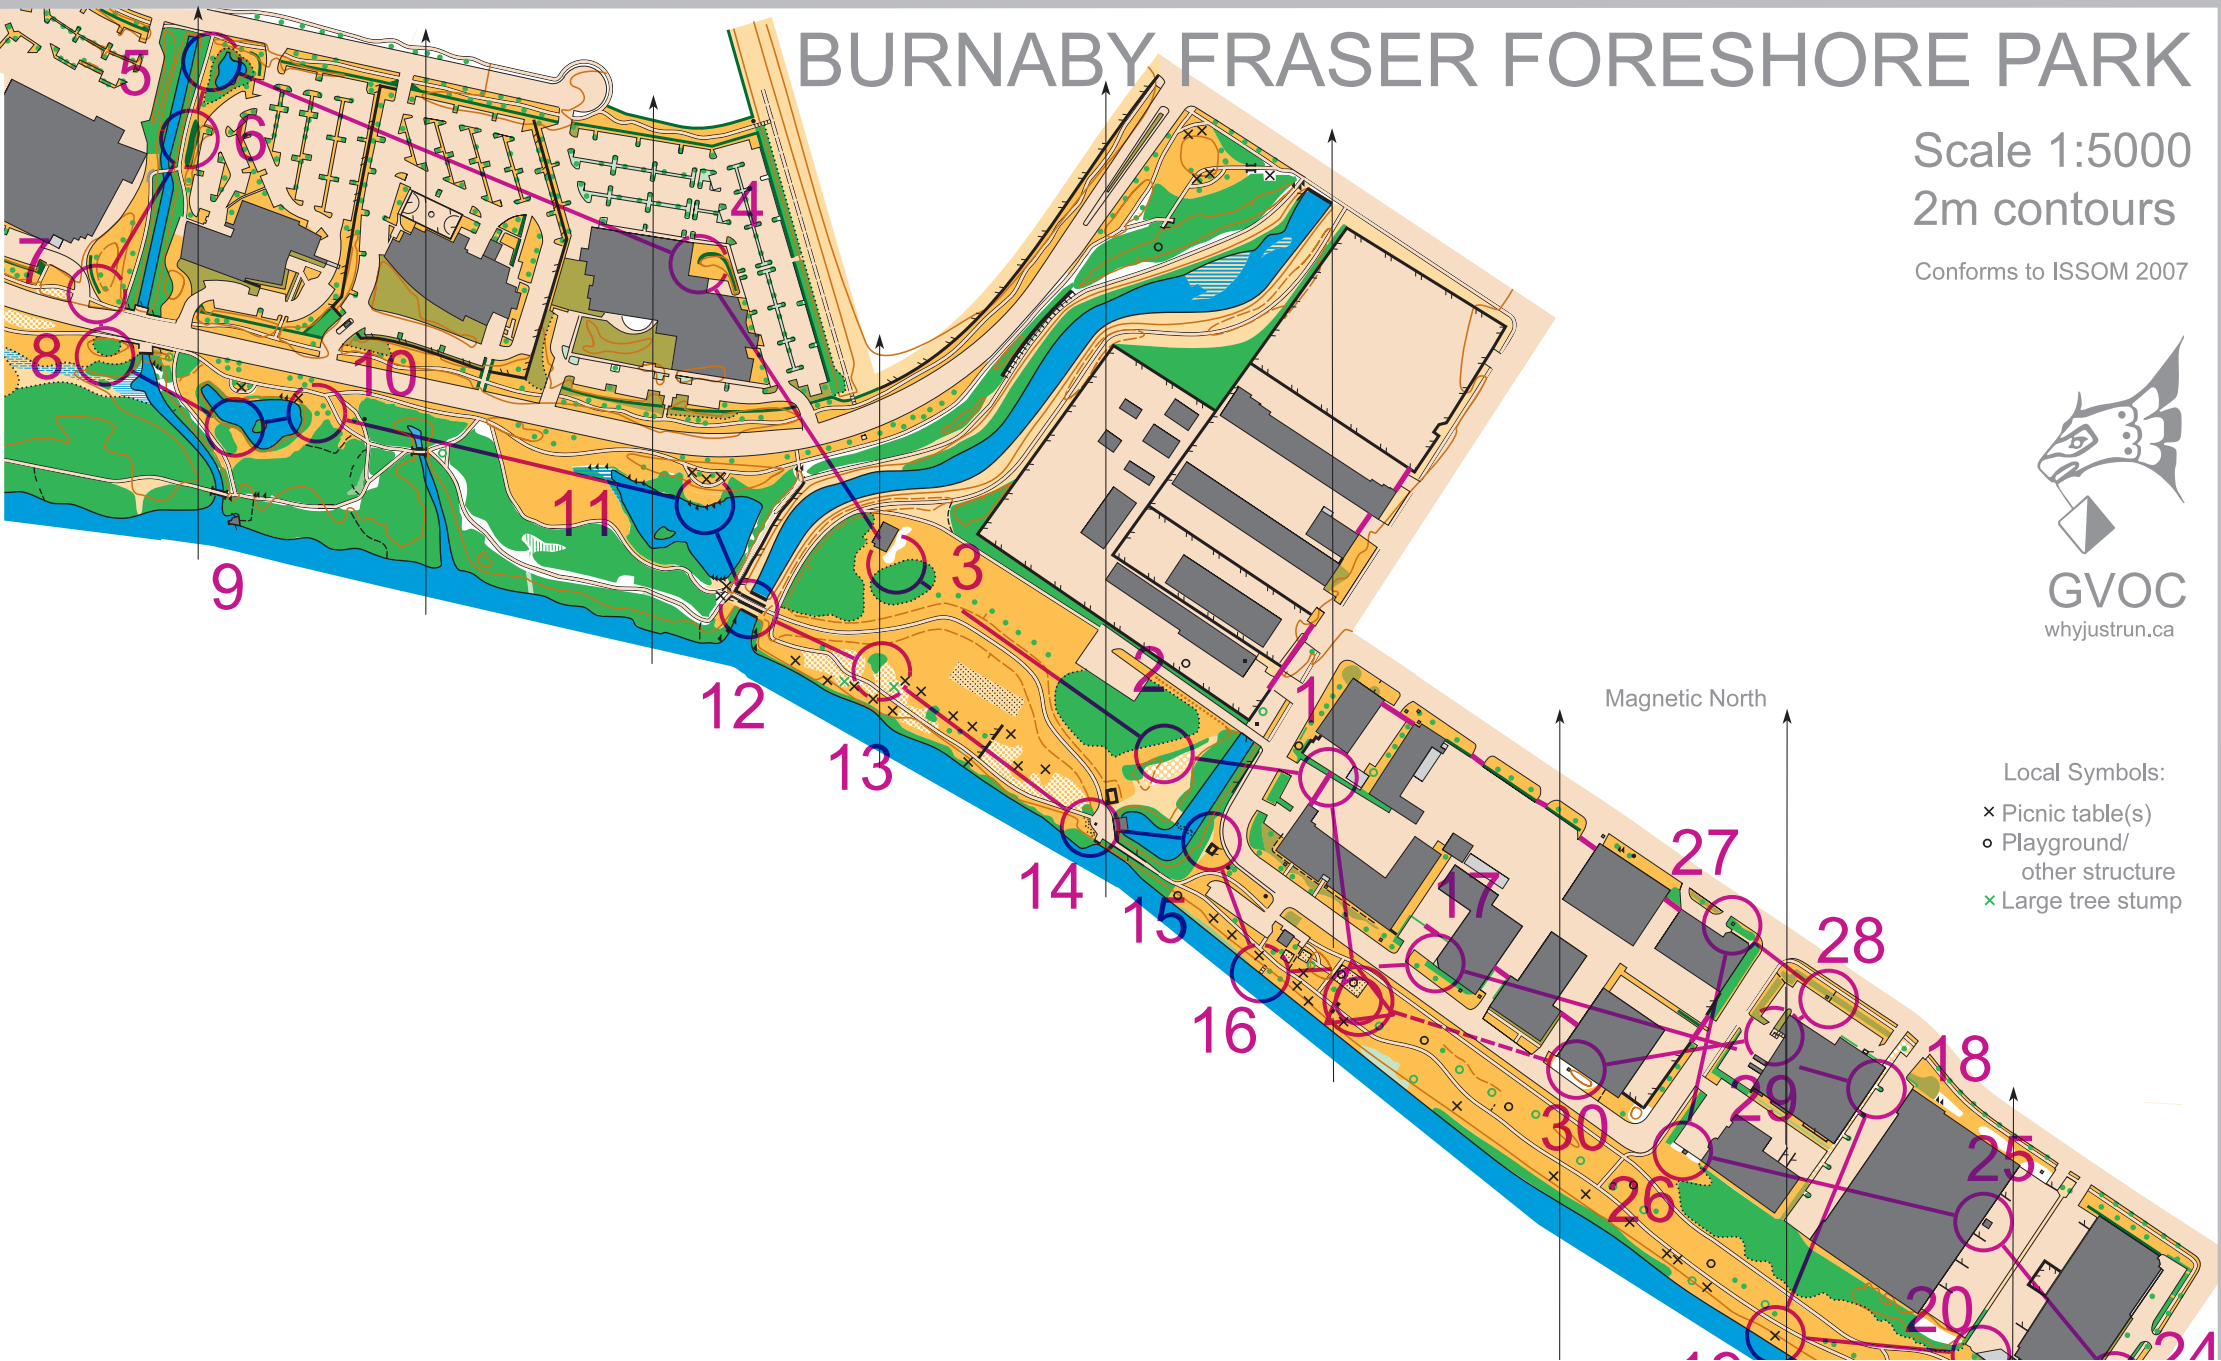 BURNABY FRASER FORESHORE PARK
Scale 1:5000
2m contours
Conforms to ISSOM 2007
GVOC
whyjustrun.ca
Magnetic North
Local Symbols:
× Picnic table(s)
o Playground/
other structure
× Large tree stump
5
6
4
7
8
10
11
3
9
2
1
12
13
14
15
17
27
28
16
18
29
30
25
26
20
19
24